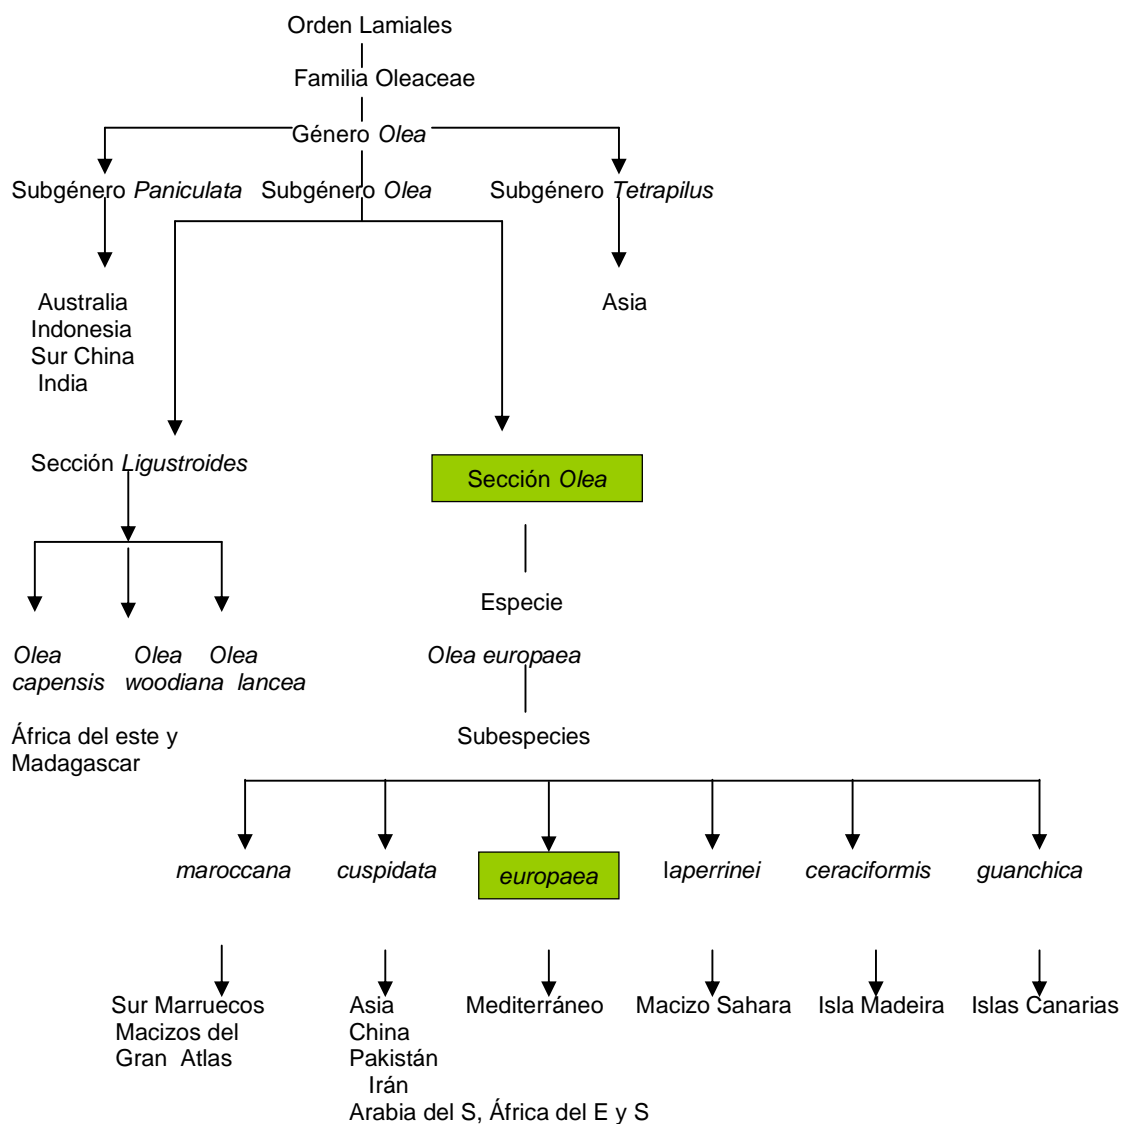 Orden Lamiales
Familia Oleaceae
Género Olea
Subgénero Paniculata Subgénero Olea Subgénero Tetrapilus
Australia
Indonesia
Sur China
India
Asia
Sección Ligustroides
Sección Olea
Especie
Olea europaea
Olea Olea Olea
capensis woodiana lancea
África del este y
Madagascar
Subespecies
maroccana cuspidata europaea laperrinei ceraciformis guanchica
Sur Marruecos
Macizos del
Gran Atlas
Asia
China
Pakistán
Irán
Arabia del S, África del E y S
Mediterráneo
Macizo Sahara
Isla Madeira
Islas Canarias